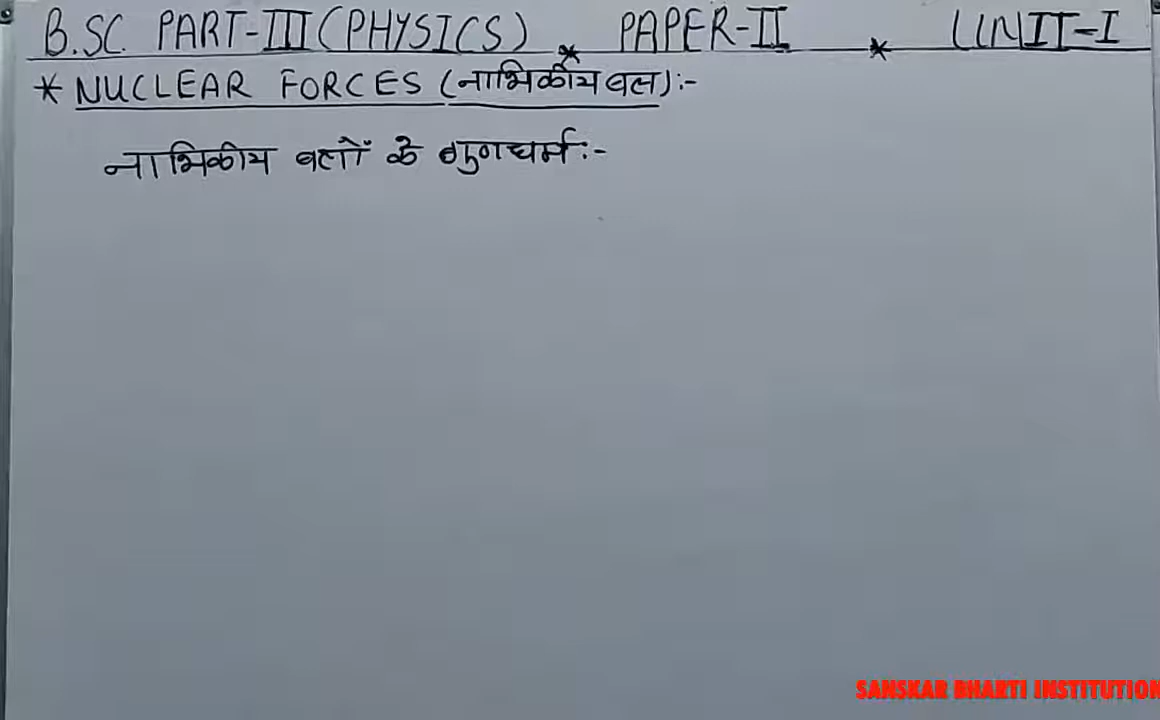 B.SC. PART-III (PHYSICS) * PAPER-II * UNIT-I
* NUCLEAR FORCES (नाभिकीय बल):-
नाभिकीय बलों के गुणधर्म:-
SANSKAR BHARTI INSTITUTION